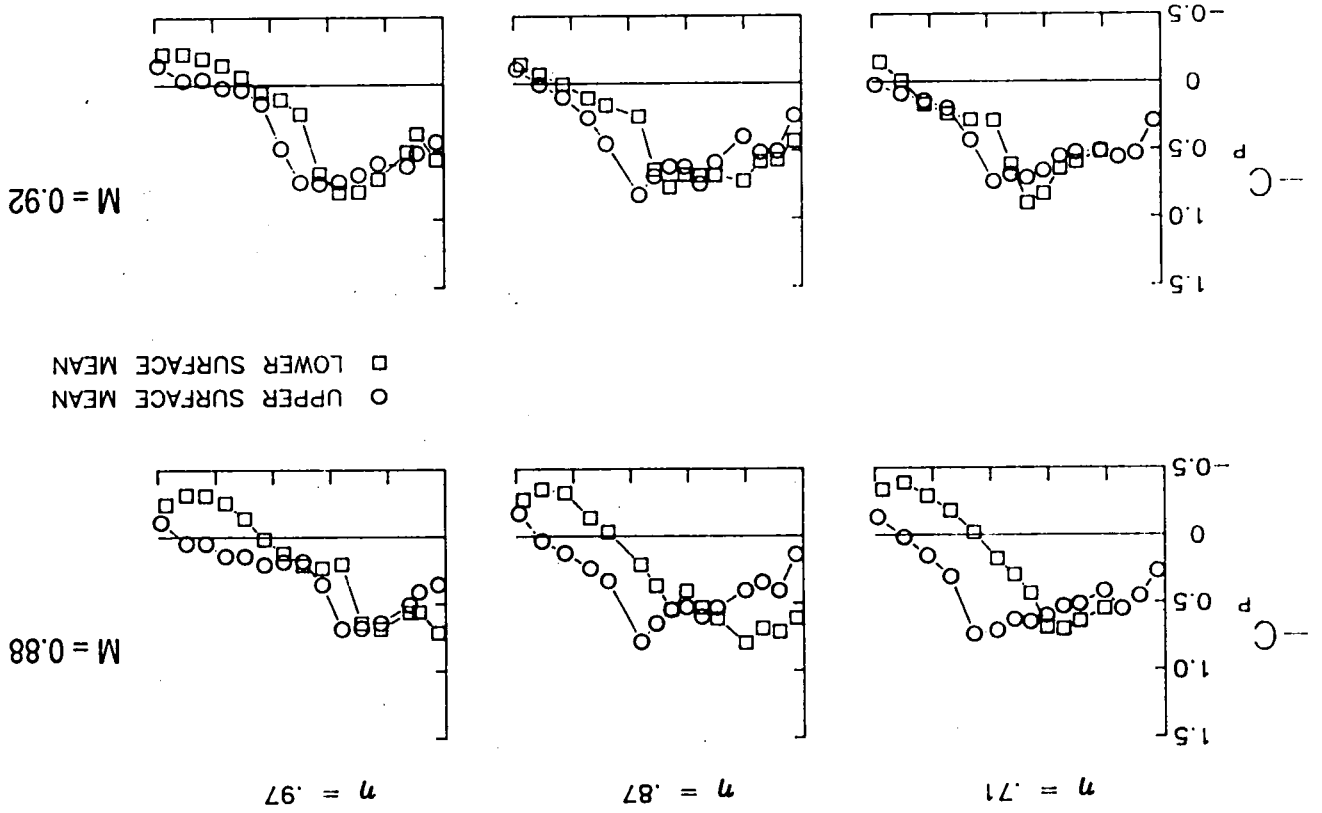 η = .71 η = .87 η = .97
1.5
1.0
M = 0.88
–C
P
0.5
0
–0.5
○ UPPER SURFACE MEAN
□ LOWER SURFACE MEAN
1.5
1.0
M = 0.92
–C
P
0.5
0
–0.5